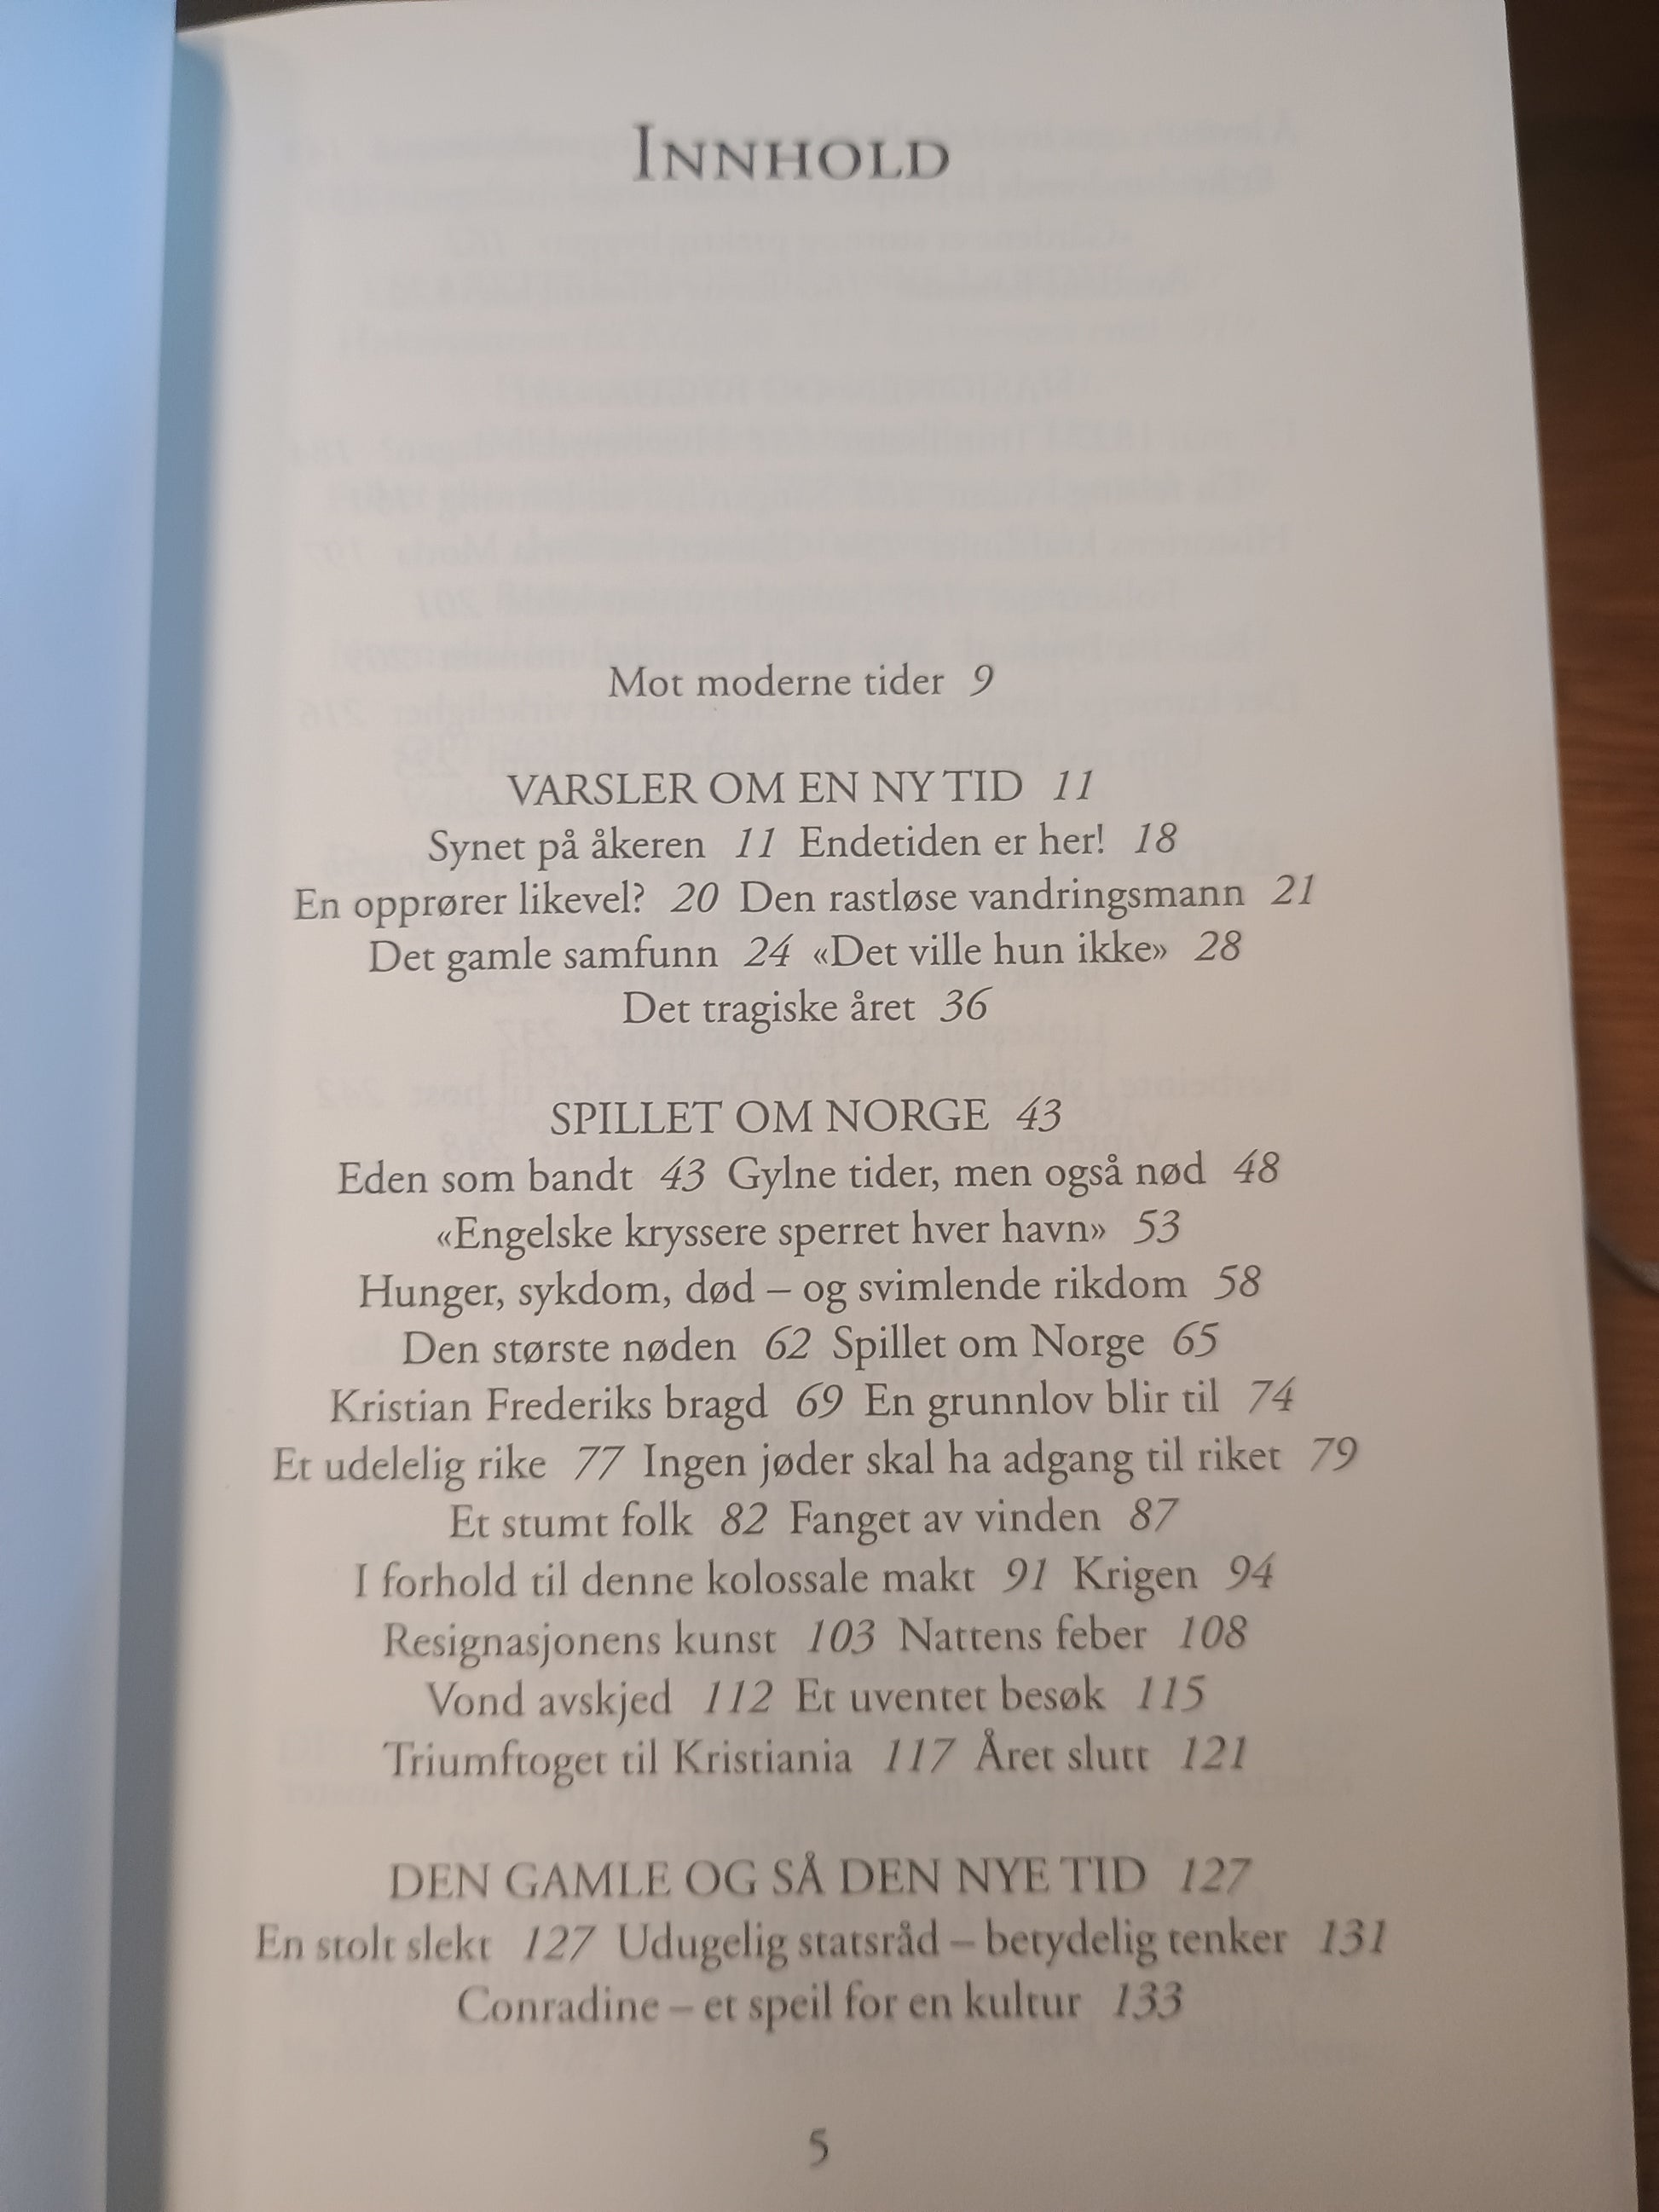 INNHOLD
Mot moderne tider 9
VARSLER OM EN NY TID 11
Synet på åkeren 11 Endetiden er her! 18
En opprører likevel? 20 Den rastløse vandringsmann 21
Det gamle samfunn 24 «Det ville hun ikke» 28
Det tragiske året 36
SPILLET OM NORGE 43
Eden som bandt 43 Gylne tider, men også nød 48
«Engelske kryssere sperret hver havn» 53
Hunger, sykdom, død – og svimlende rikdom 58
Den største nøden 62 Spillet om Norge 65
Kristian Frederiks bragd 69 En grunnlov blir til 74
Et udelelig rike 77 Ingen jøder skal ha adgang til riket 79
Et stumt folk 82 Fanget av vinden 87
I forhold til denne kolossale makt 91 Krigen 94
Resignasjonens kunst 103 Nattens feber 108
Vond avskjed 112 Et uventet besøk 115
Triumftoget til Kristiania 117 Året slutt 121
DEN GAMLE OG SÅ DEN NYE TID 127
En stolt slekt 127 Udugelig statsråd – betydelig tenker 131
Conradine – et speil for en kultur 133
5